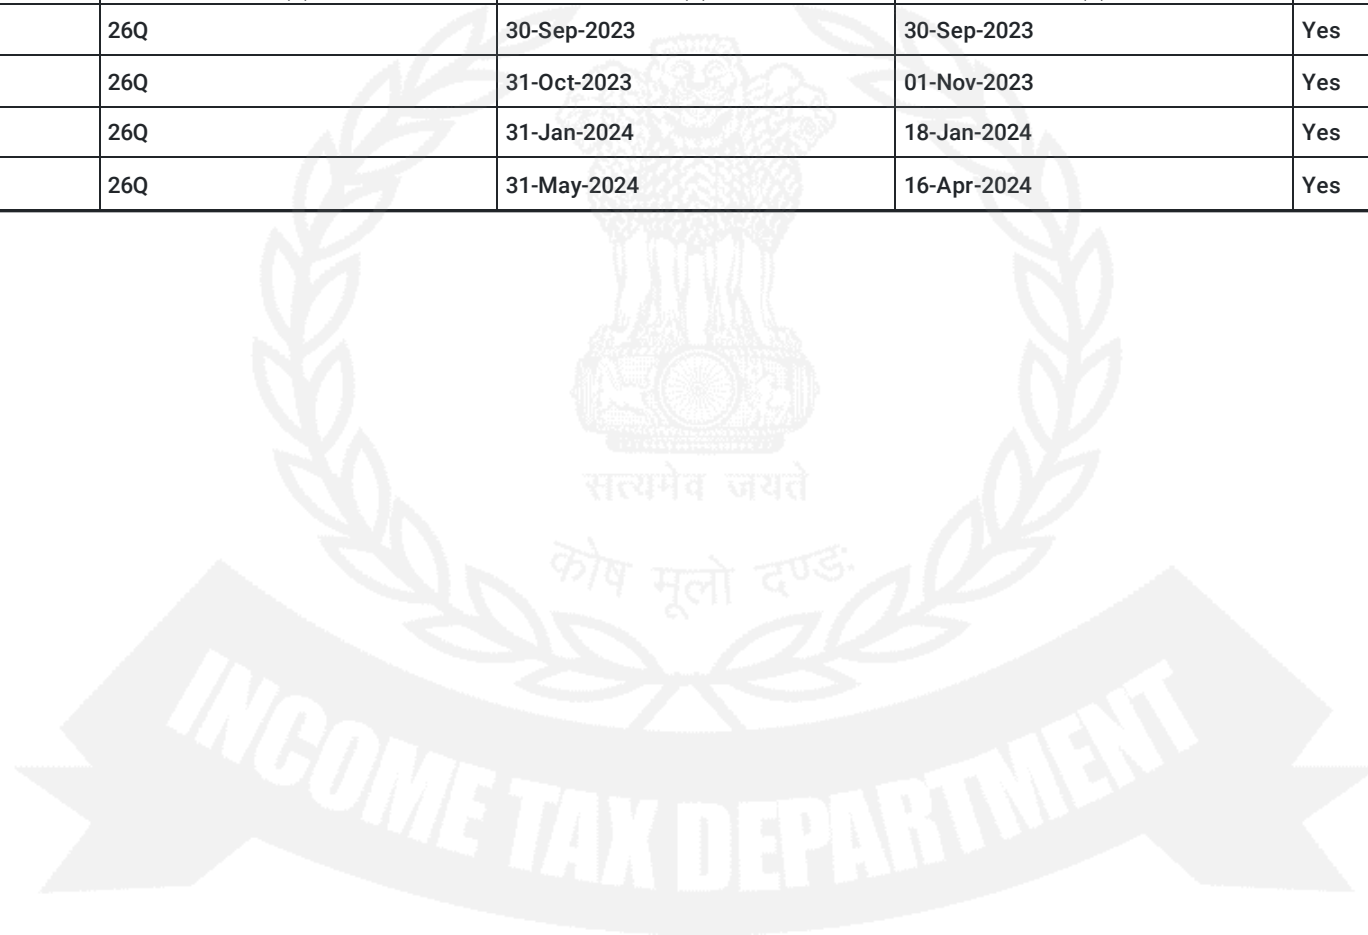 26Q 30-Sep-2023 30-Sep-2023 Yes
26Q 31-Oct-2023 01-Nov-2023 Yes
26Q 31-Jan-2024 18-Jan-2024 Yes
26Q 31-May-2024 16-Apr-2024 Yes
सत्यमेव जयते
कोष मूलो दण्डः
INCOME TAX DEPARTMENT